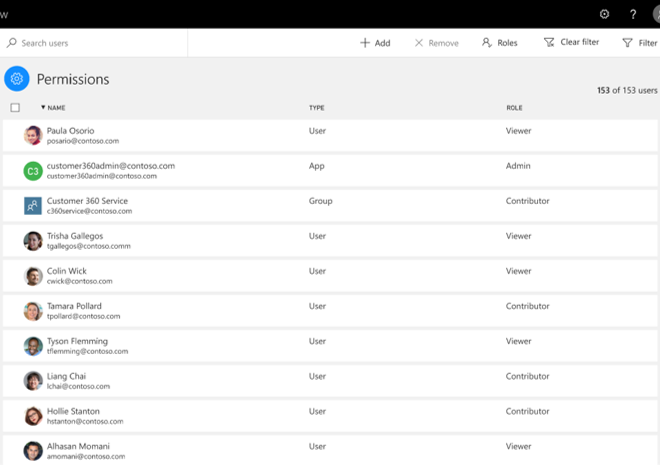 w
?
Search users
Add
Remove
Roles
Clear filter
Filter
Permissions
153 of 153 users
NAME
TYPE
ROLE
Paula Osorio
User
Viewer
posario@contoso.com
customer360admin@contoso.com
App
Admin
C3
customer360admin@contoso.com
Customer 360 Service
Group
Contributor
c360service@contoso.com
Trisha Gallegos
User
Viewer
tgallegos@contoso.comm
Colin Wick
User
Viewer
cwick@contoso.com
Tamara Pollard
User
Contributor
tpollard@contoso.com
Tyson Flemming
User
Viewer
tflemming@contoso.com
Liang Chai
User
Contributor
lchai@contoso.com
Hollie Stanton
User
Contributor
hstanton@contoso.com
Alhasan Momani
User
Viewer
amomani@contoso.com